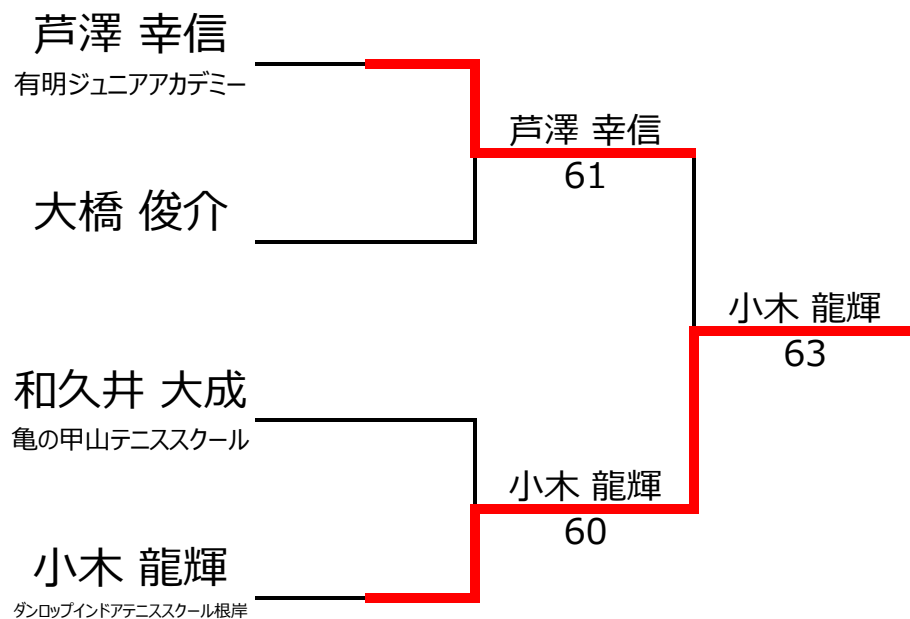 芦澤 幸信
有明ジュニアアカデミー
芦澤 幸信
61
大橋 俊介
小木 龍輝
63
和久井 大成
亀の甲山テニススクール
小木 龍輝
60
小木 龍輝
ダンロップインドアテニススクール根岸